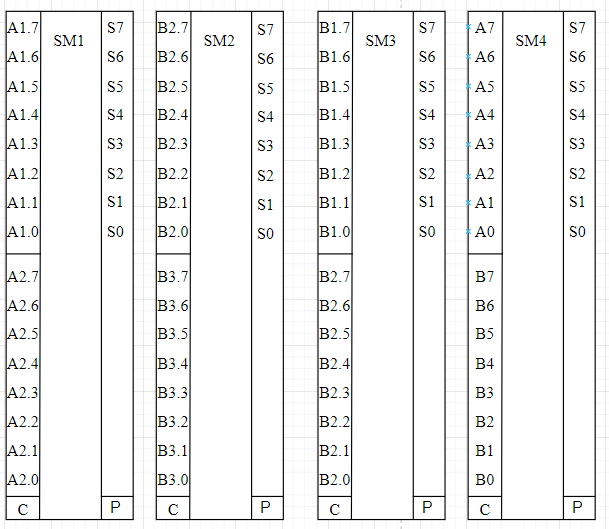 A1.7 SM1 S7 B2.7 SM2 S7 B1.7 SM3 S7 A7 SM4 S7
A1.6 S6 B2.6 S6 B1.6 S6 A6 S6
A1.5 S5 B2.5 S5 B1.5 S5 A5 S5
A1.4 S4 B2.4 S4 B1.4 S4 A4 S4
A1.3 S3 B2.3 S3 B1.3 S3 A3 S3
A1.2 S2 B2.2 S2 B1.2 S2 A2 S2
A1.1 S1 B2.1 S1 B1.1 S1 A1 S1
A1.0 S0 B2.0 S0 B1.0 S0 A0 S0
A2.7 B3.7 B2.7 B7
A2.6 B3.6 B2.6 B6
A2.5 B3.5 B2.5 B5
A2.4 B3.4 B2.4 B4
A2.3 B3.3 B2.3 B3
A2.2 B3.2 B2.2 B2
A2.1 B3.1 B2.1 B1
A2.0 B3.0 B2.0 B0
C P C P C P C P